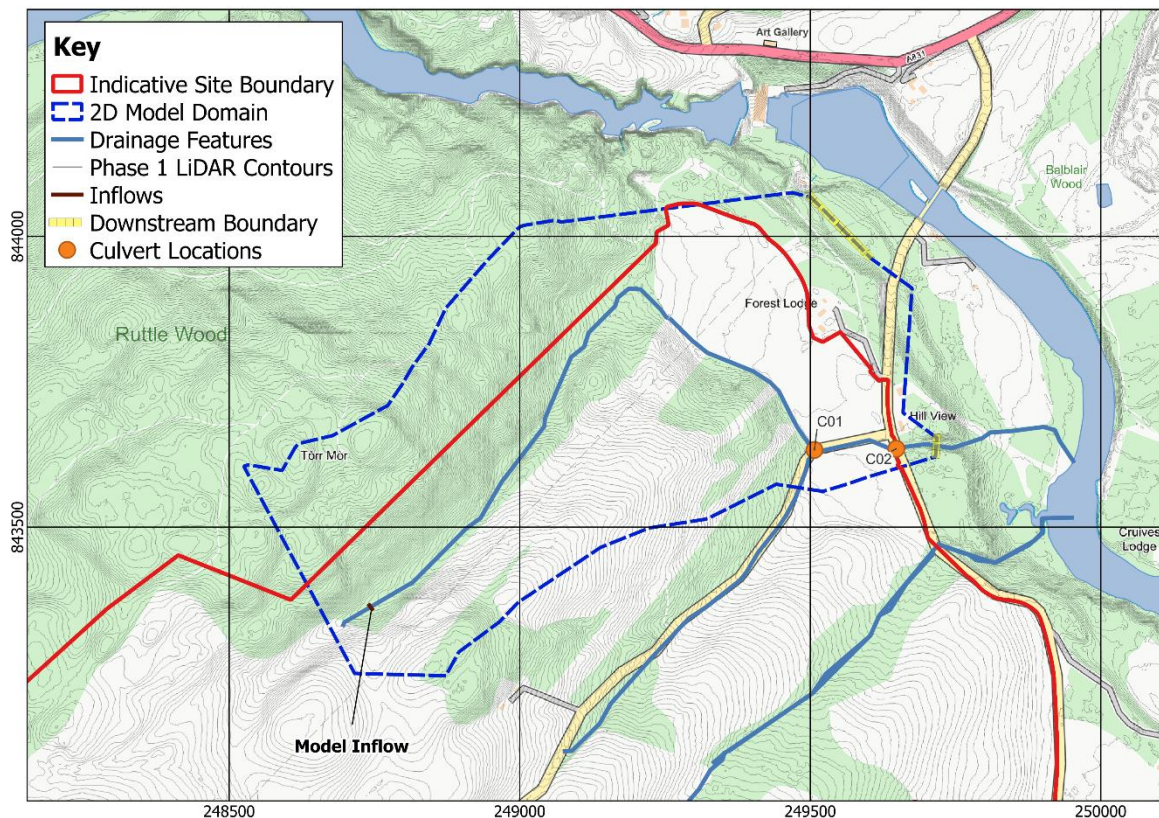 Key
Indicative Site Boundary
2D Model Domain
Drainage Features
Phase 1 LiDAR Contours
Inflows
Downstream Boundary
Culvert Locations
Art Gallery
A831
Balblair
Wood
844000
Ruttle Wood
Forest Lodge
Hill View
C01
C02
Tòrr Mòr
843500
Cruives
Lodge
Model Inflow
248500
249000
249500
250000